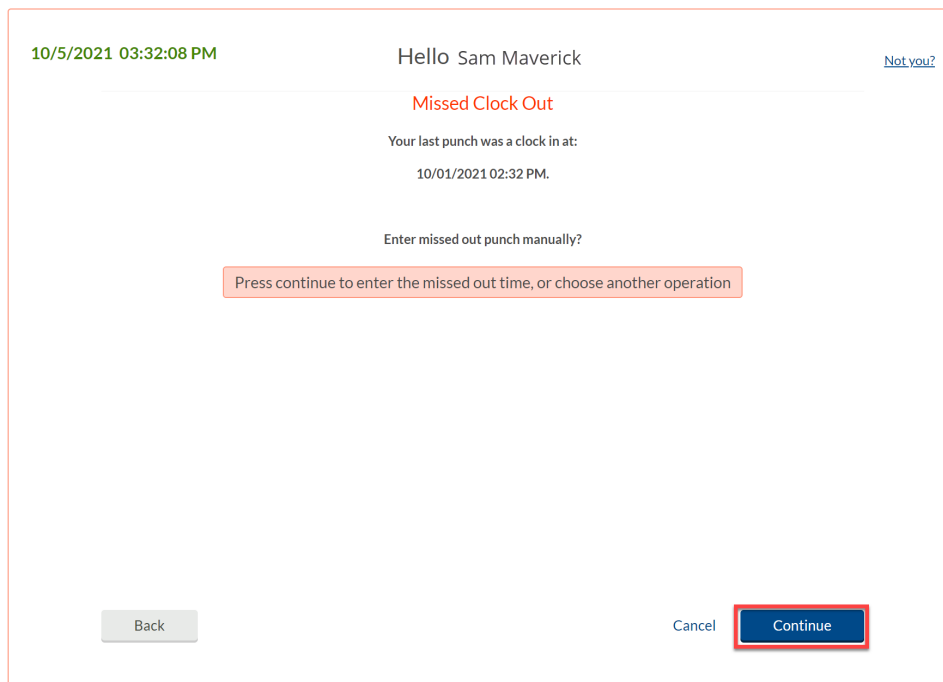 10/5/2021 03:32:08 PM
Hello Sam Maverick
Not you?
Missed Clock Out
Your last punch was a clock in at:
10/01/2021 02:32 PM.
Enter missed out punch manually?
Press continue to enter the missed out time, or choose another operation
Back
Cancel
Continue